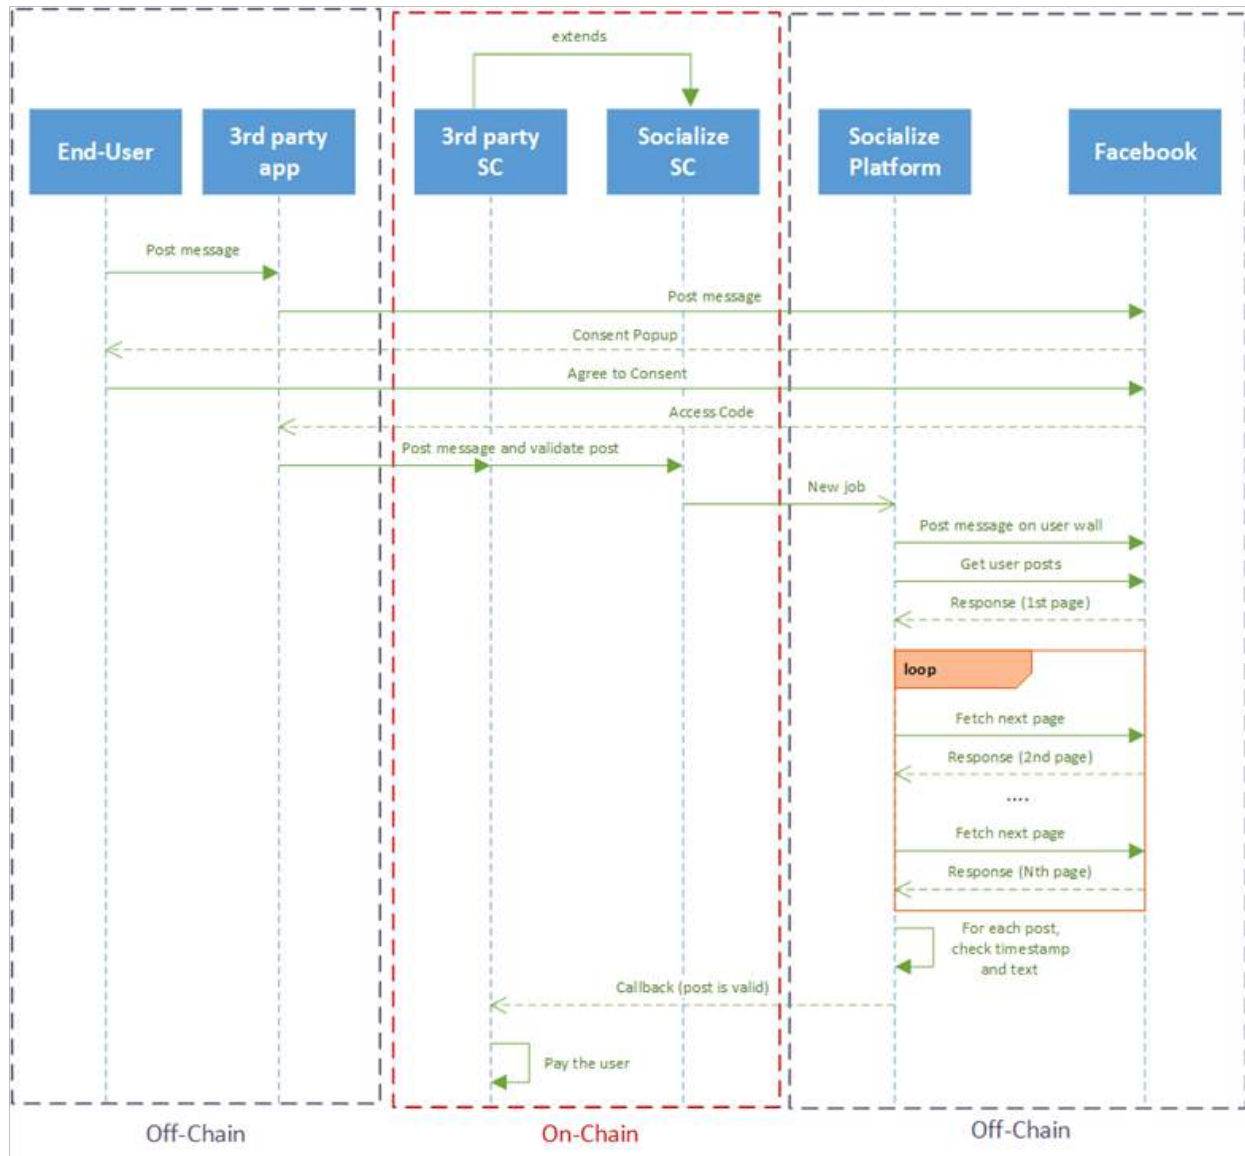 extends
End-User
3rd party
app
3rd party
SC
Socialize
SC
Socialize
Platform
Facebook
Post message
Post message
Consent Popup
Agree to Consent
Access Code
Post message and validate post
New job
Post message on user wall
Get user posts
Response (1st page)
loop
Fetch next page
Response (2nd page)
....
Fetch next page
Response (Nth page)
For each post,
check timestamp
and text
Callback (post is valid)
Pay the user
Off-Chain
On-Chain
Off-Chain